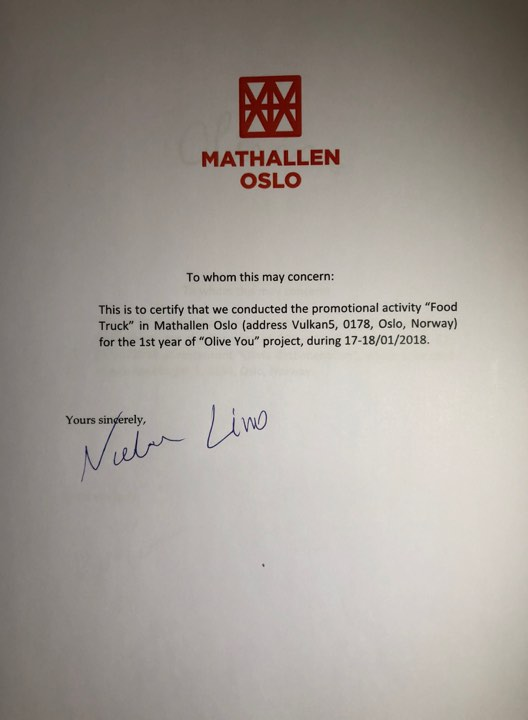 MATHALLEN
OSLO
To whom this may concern:
This is to certify that we conducted the promotional activity “Food
Truck” in Mathallen Oslo (address Vulkan5, 0178, Oslo, Norway)
for the 1st year of “Olive You” project, during 17-18/01/2018.
Yours sincerely,
Lino